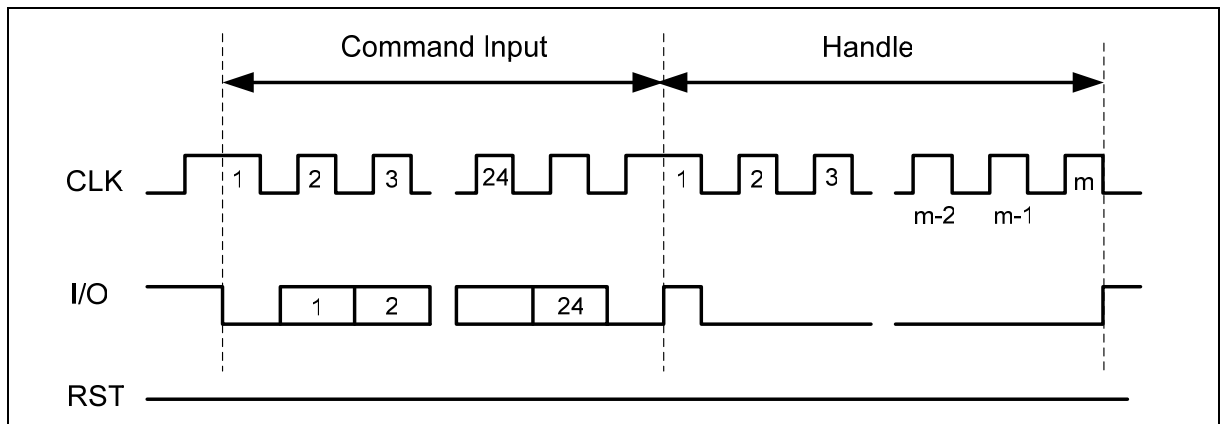 Command Input Handle
CLK 1 2 3 24 1 2 3 m
m-2 m-1
I/O 1 2 24
RST